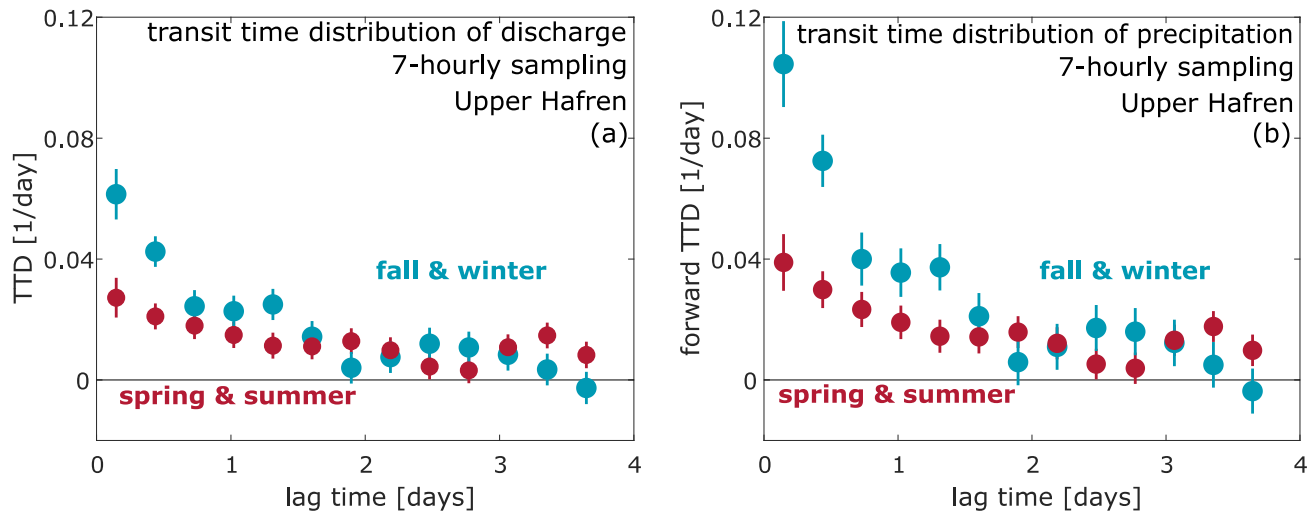 transit time distribution of discharge
7-hourly sampling
Upper Hafren
(a)
0.12
0.08
0.04
0
TTD [1/day]
fall & winter
spring & summer
0 1 2 3 4
lag time [days]
transit time distribution of precipitation
7-hourly sampling
Upper Hafren
(b)
0.12
0.08
0.04
0
forward TTD [1/day]
fall & winter
spring & summer
0 1 2 3 4
lag time [days]